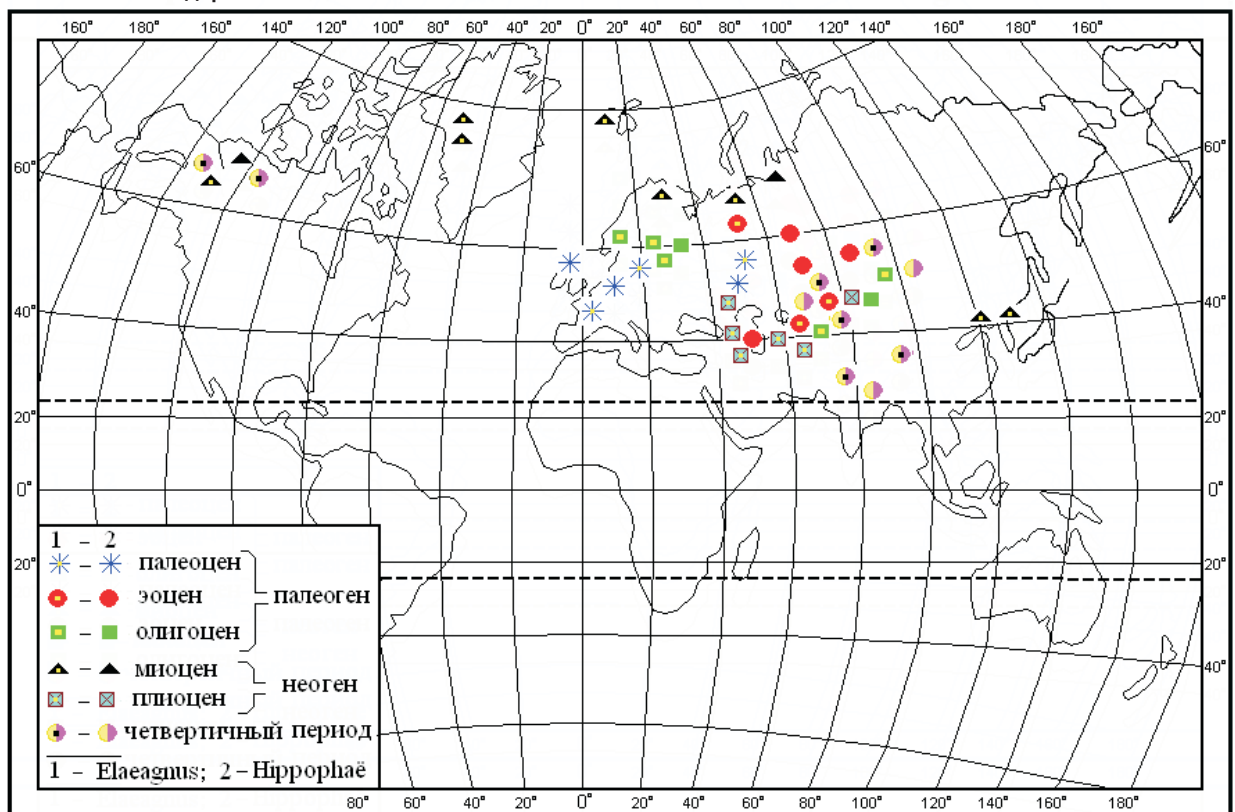 160° 180° 160° 140° 120° 100° 80° 60° 40° 20° 0° 20° 40° 60° 80° 100° 120° 140° 160° 180° 180° 160°
60° 60°
40° 40°
20° 20°
0° 0°
20° 20°
40°
1 – 2
– палеоцен
– эоцен
– олигоцен
палеоген
– миоцен
– плиоцен
неоген
– четвертичный период
1 – Elaeagnus; 2 – Hippophaë
80° 60° 40° 20° 0° 20° 40° 60° 80° 100° 120° 140° 160° 180°